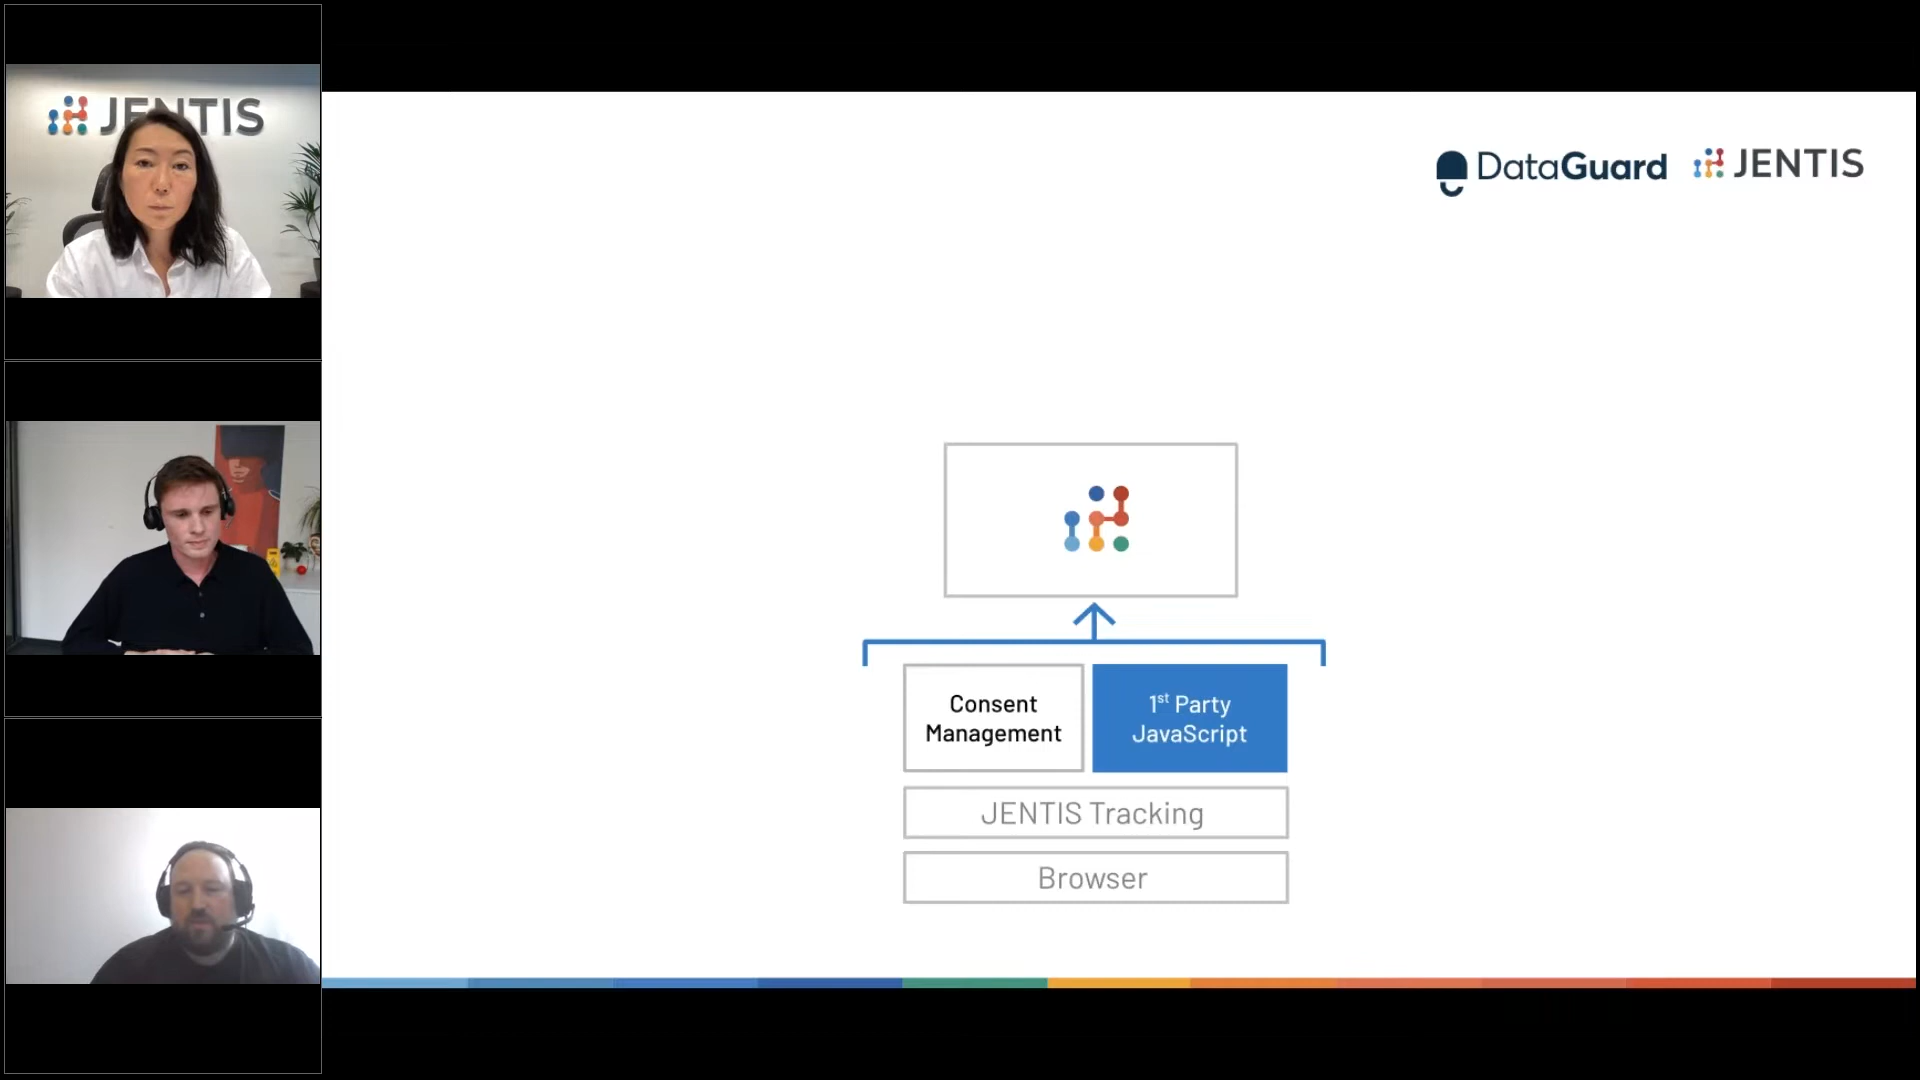 JENTIS
DataGuard JENTIS
Consent
Management
1st Party
JavaScript
JENTIS Tracking
Browser